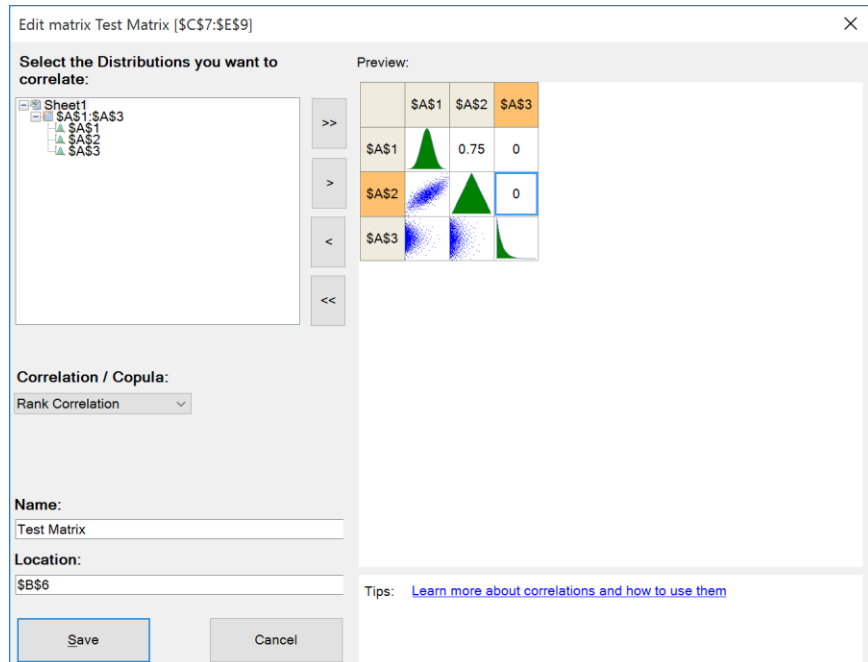 Edit matrix Test Matrix [$C$7:$E$9]
Select the Distributions you want to
correlate:
Sheet1
$A$1:$A$3
$A$1
$A$2
$A$3
>>
>
<
<<
Correlation / Copula:
Rank Correlation
Name:
Test Matrix
Location:
$B$6
Save
Cancel
Preview:
$A$1 $A$2 $A$3
$A$1 0.75 0
$A$2 0
$A$3
Tips: Learn more about correlations and how to use them